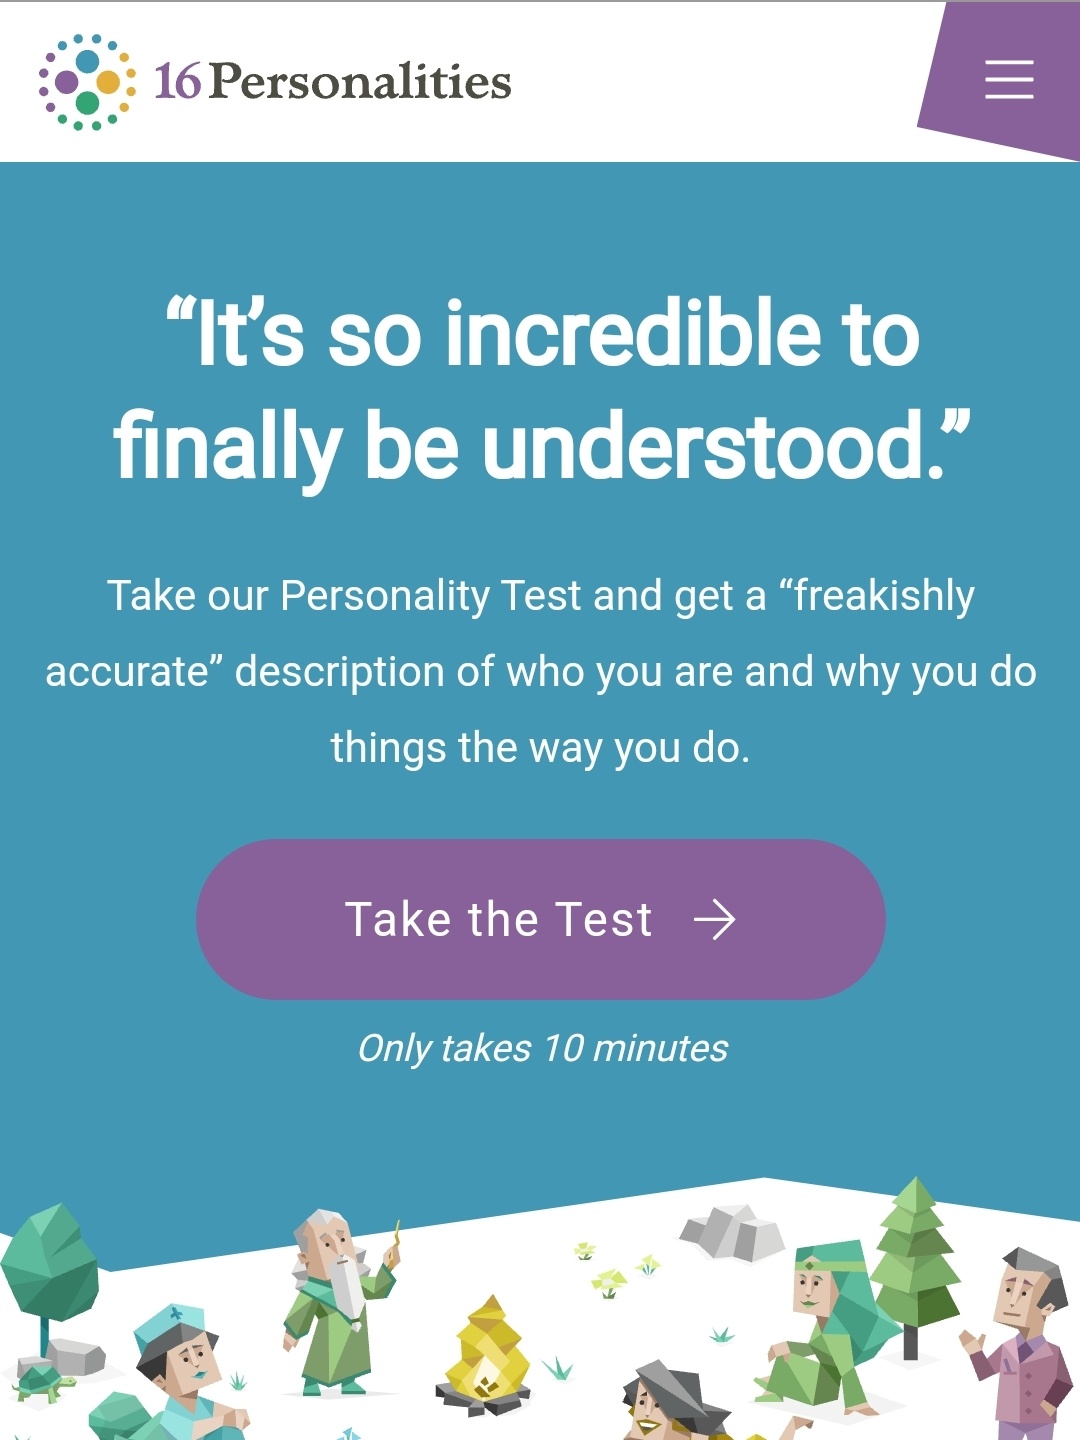 16Personalities
“It’s so incredible to
finally be understood.”
Take our Personality Test and get a “freakishly
accurate” description of who you are and why you do
things the way you do.
Take the Test →
Only takes 10 minutes